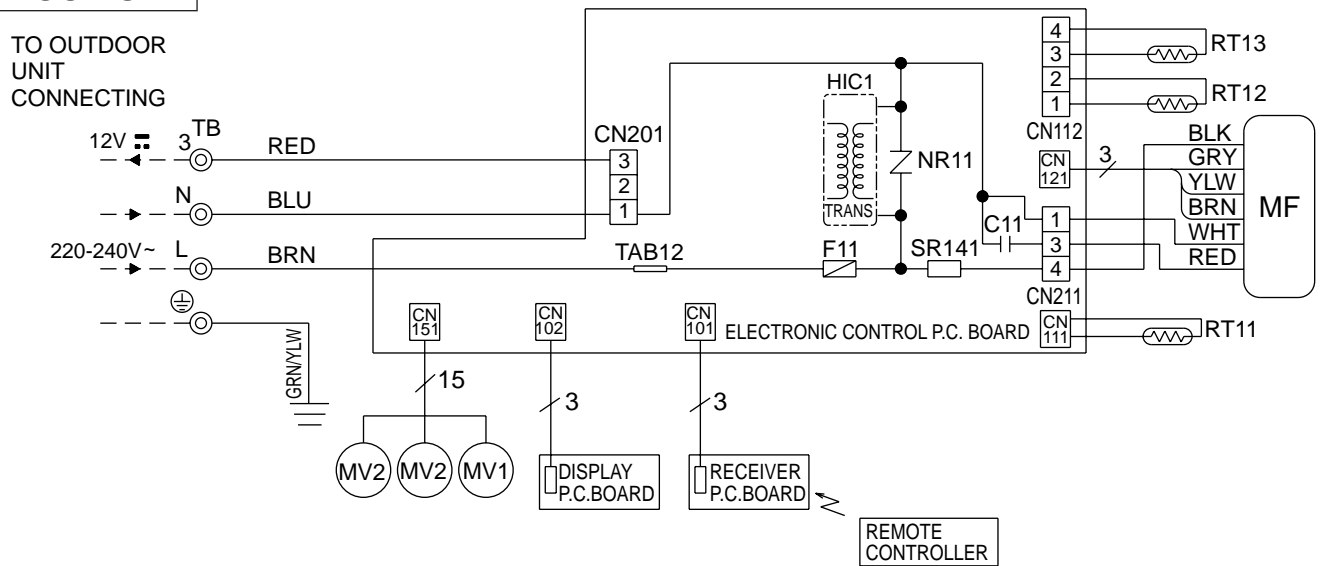 TO OUTDOOR
UNIT
CONNECTING
12V
3
TB
RED
N
BLU
220-240V~
L
BRN
GRN/YLW
CN201
3
2
1
TAB12
F11
SR141
HIC1
TRANS
NR11
C11
4
3
2
1
CN112
RT13
RT12
CN
121
3
1
3
4
CN211
CN
111
RT11
BLK
GRY
YLW
BRN
WHT
RED
MF
ELECTRONIC CONTROL P.C. BOARD
CN
151
CN
102
CN
101
15
3
3
MV2
MV2
MV1
DISPLAY
P.C.BOARD
RECEIVER
P.C.BOARD
REMOTE
CONTROLLER